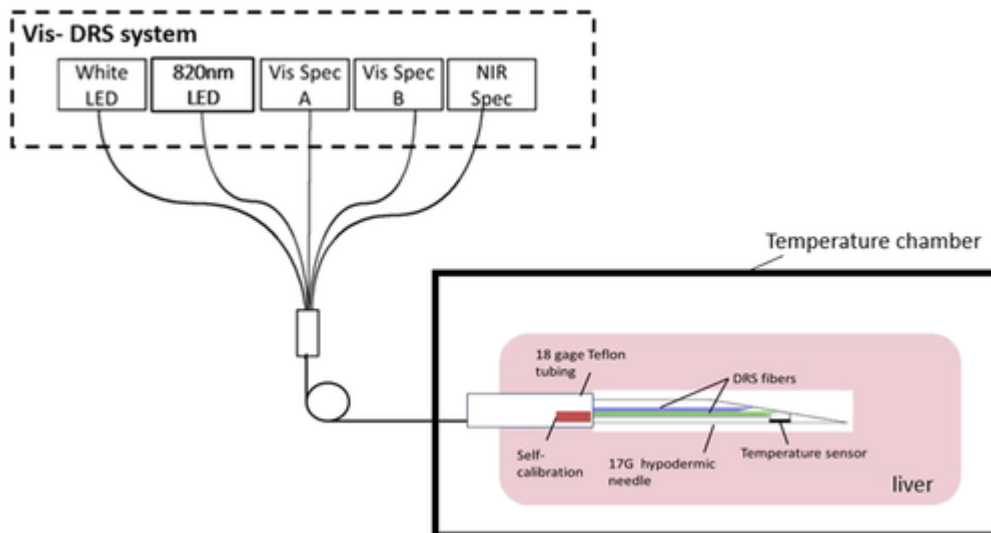 Vis- DRS system
White
LED
820nm
LED
Vis Spec
A
Vis Spec
B
NIR
Spec
Temperature chamber
18 gage Teflon
tubing
DRS fibers
Self-
calibration
17G hypodermic
needle
Temperature sensor
liver